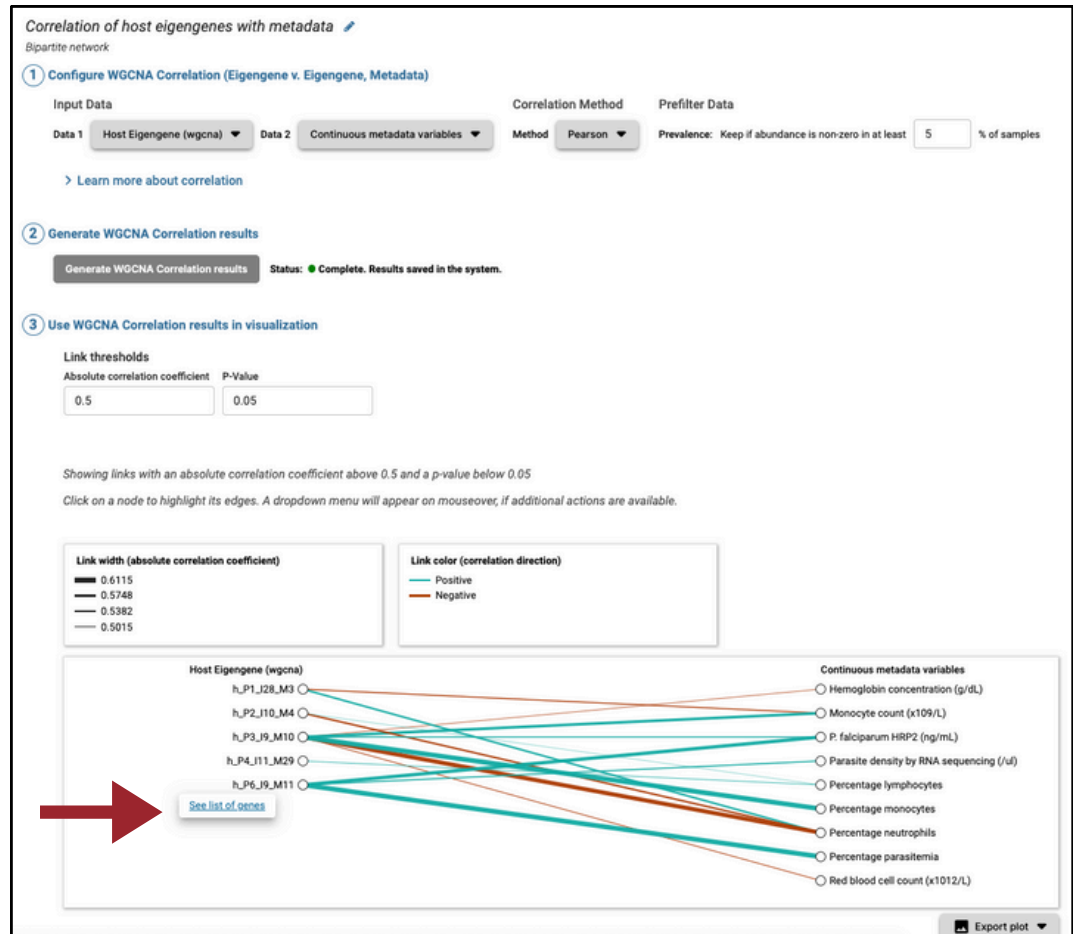 Correlation of host eigengenes with metadata
Bipartite network
1 Configure WGCNA Correlation (Eigengene v. Eigengene, Metadata)
Input Data Correlation Method Prefilter Data
Data 1 Host Eigengene (wgcna) Data 2 Continuous metadata variables Method Pearson Prevalence: Keep if abundance is non-zero in at least 5 % of samples
> Learn more about correlation
2 Generate WGCNA Correlation results
Generate WGCNA Correlation results Status: Complete. Results saved in the system.
3 Use WGCNA Correlation results in visualization
Link thresholds
Absolute correlation coefficient P-Value
0.5 0.05
Showing links with an absolute correlation coefficient above 0.5 and a p-value below 0.05
Click on a node to highlight its edges. A dropdown menu will appear on mouseover, if additional actions are available.
Link width (absolute correlation coefficient) Link color (correlation direction)
0.6115 Positive
0.5748 Negative
0.5382
0.5015
Host Eigengene (wgcna) Continuous metadata variables
h_P1_I28_M3 Hemoglobin concentration (g/dL)
h_P2_I10_M4 Monocyte count (x109/L)
h_P3_I9_M10 P. falciparum HRP2 (ng/mL)
h_P4_I11_M29 Parasite density by RNA sequencing (/ul)
h_P6_I9_M11 Percentage lymphocytes
See list of genes Percentage monocytes
Percentage neutrophils
Percentage parasitemia
Red blood cell count (x1012/L)
Export plot